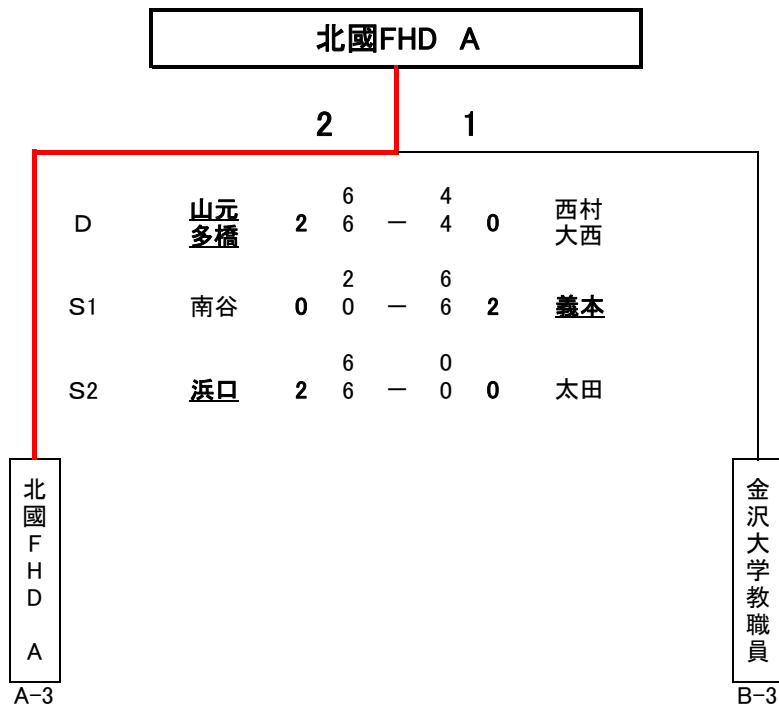 北國FHD A
2 1
6 4
D 山元 2 6 － 4 0 西村
多橋 大西
2 6
S1 南谷 0 0 － 6 2 義本
6 0
S2 浜口 2 6 － 0 0 太田
北國FHD A
金沢大学教職員
A-3
B-3